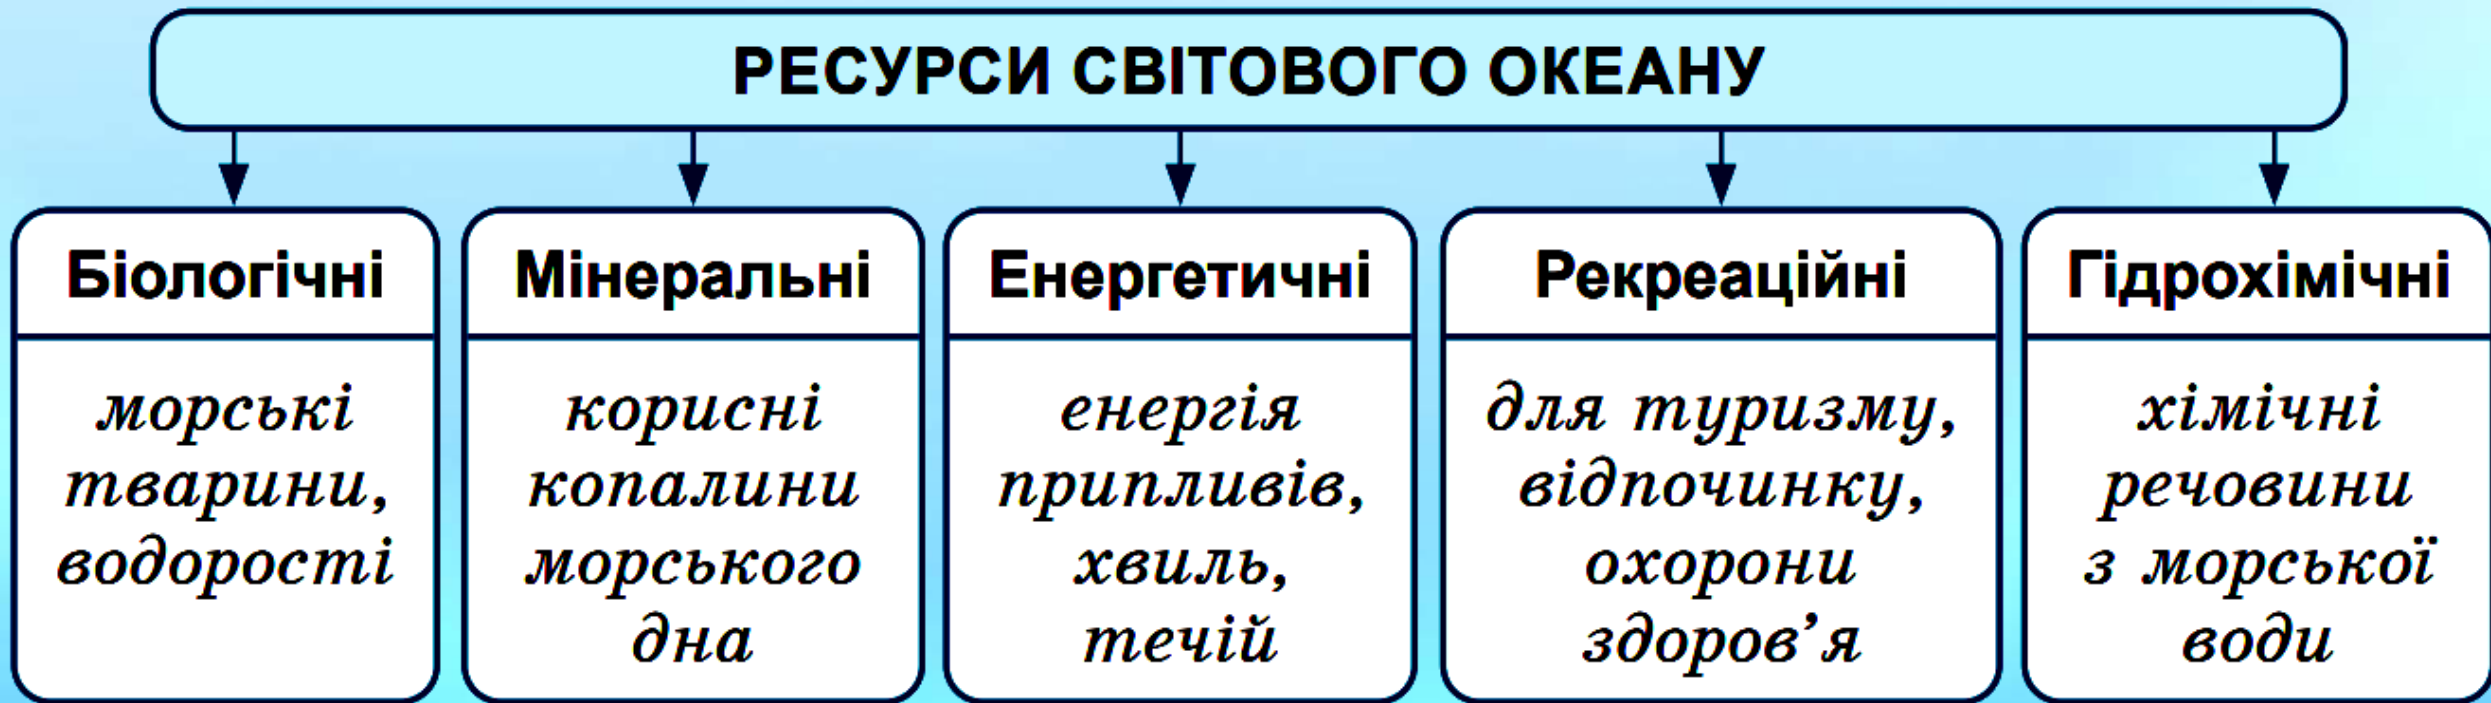 РЕСУРСИ СВІТОВОГО ОКЕАНУ
Біологічні
морські
тварини,
водорості
Мінеральні
корисні
копалини
морського
дна
Енергетичні
енергія
припливів,
хвиль,
течій
Рекреаційні
для туризму,
відпочинку,
охорони
здоров’я
Гідрохімічні
хімічні
речовини
з морської
води